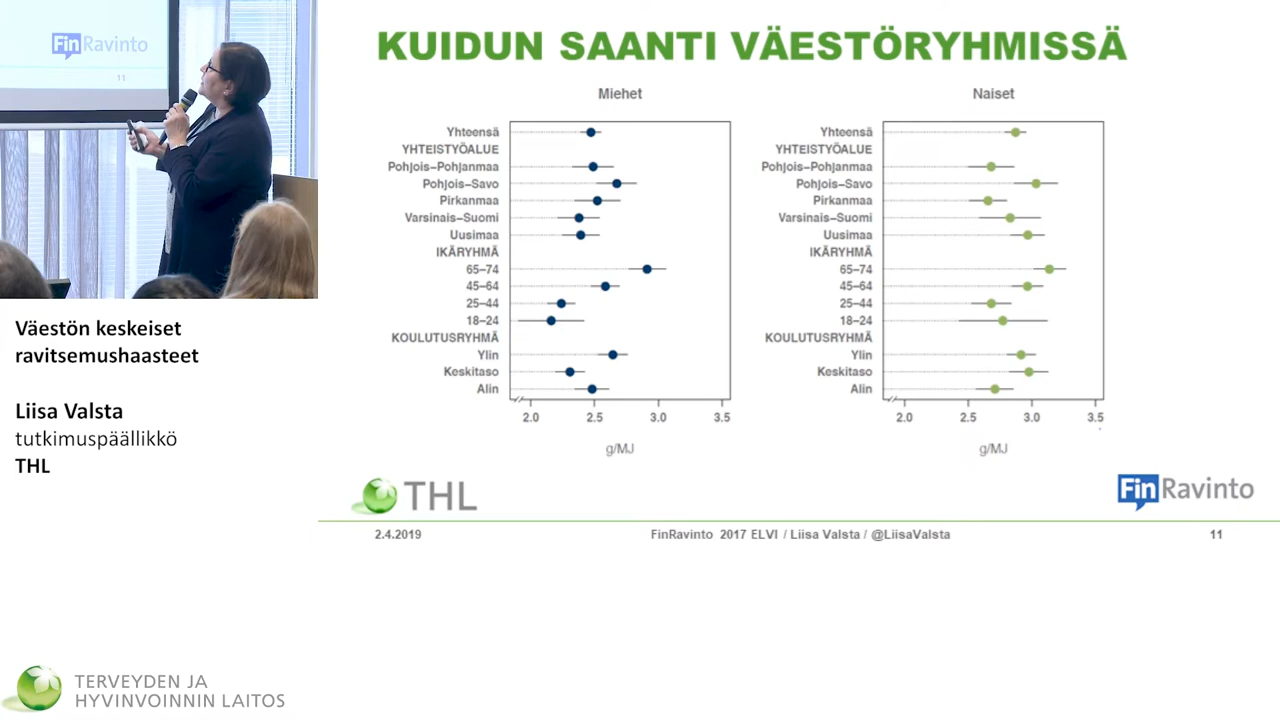 FinRavinto
11
KUIDUN SAANTI VÄESTÖRYHMISSÄ
Miehet
Yhteensä
YHTEISTYÖALUE
Pohjois–Pohjanmaa
Pohjois–Savo
Pirkanmaa
Varsinais–Suomi
Uusimaa
IKÄRYHMÄ
65–74
45–64
25–44
18–24
KOULUTUSRYHMÄ
Ylin
Keskitaso
Alin
2.0 2.5 3.0 3.5
g/MJ
Naiset
Yhteensä
YHTEISTYÖALUE
Pohjois–Pohjanmaa
Pohjois–Savo
Pirkanmaa
Varsinais–Suomi
Uusimaa
IKÄRYHMÄ
65–74
45–64
25–44
18–24
KOULUTUSRYHMÄ
Ylin
Keskitaso
Alin
2.0 2.5 3.0 3.5
g/MJ
THL
FinRavinto
2.4.2019 FinRavinto 2017 ELVI / Liisa Valsta / @LiisaValsta 11
Väestön keskeiset
ravitsemushaasteet
Liisa Valsta
tutkimuspäällikkö
THL
TERVEYDEN JA
HYVINVOINNIN LAITOS